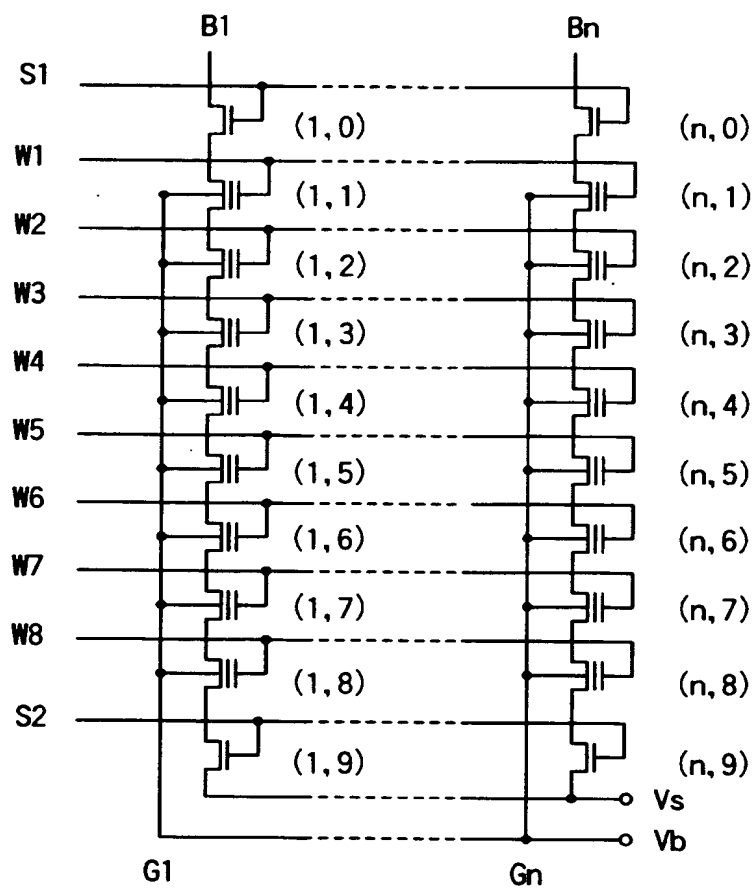 B1 Bn
S1
(1,0) (n,0)
W1
(1,1) (n,1)
W2
(1,2) (n,2)
W3
(1,3) (n,3)
W4
(1,4) (n,4)
W5
(1,5) (n,5)
W6
(1,6) (n,6)
W7
(1,7) (n,7)
W8
(1,8) (n,8)
S2
(1,9) (n,9)
Vs
Vb
G1 Gn